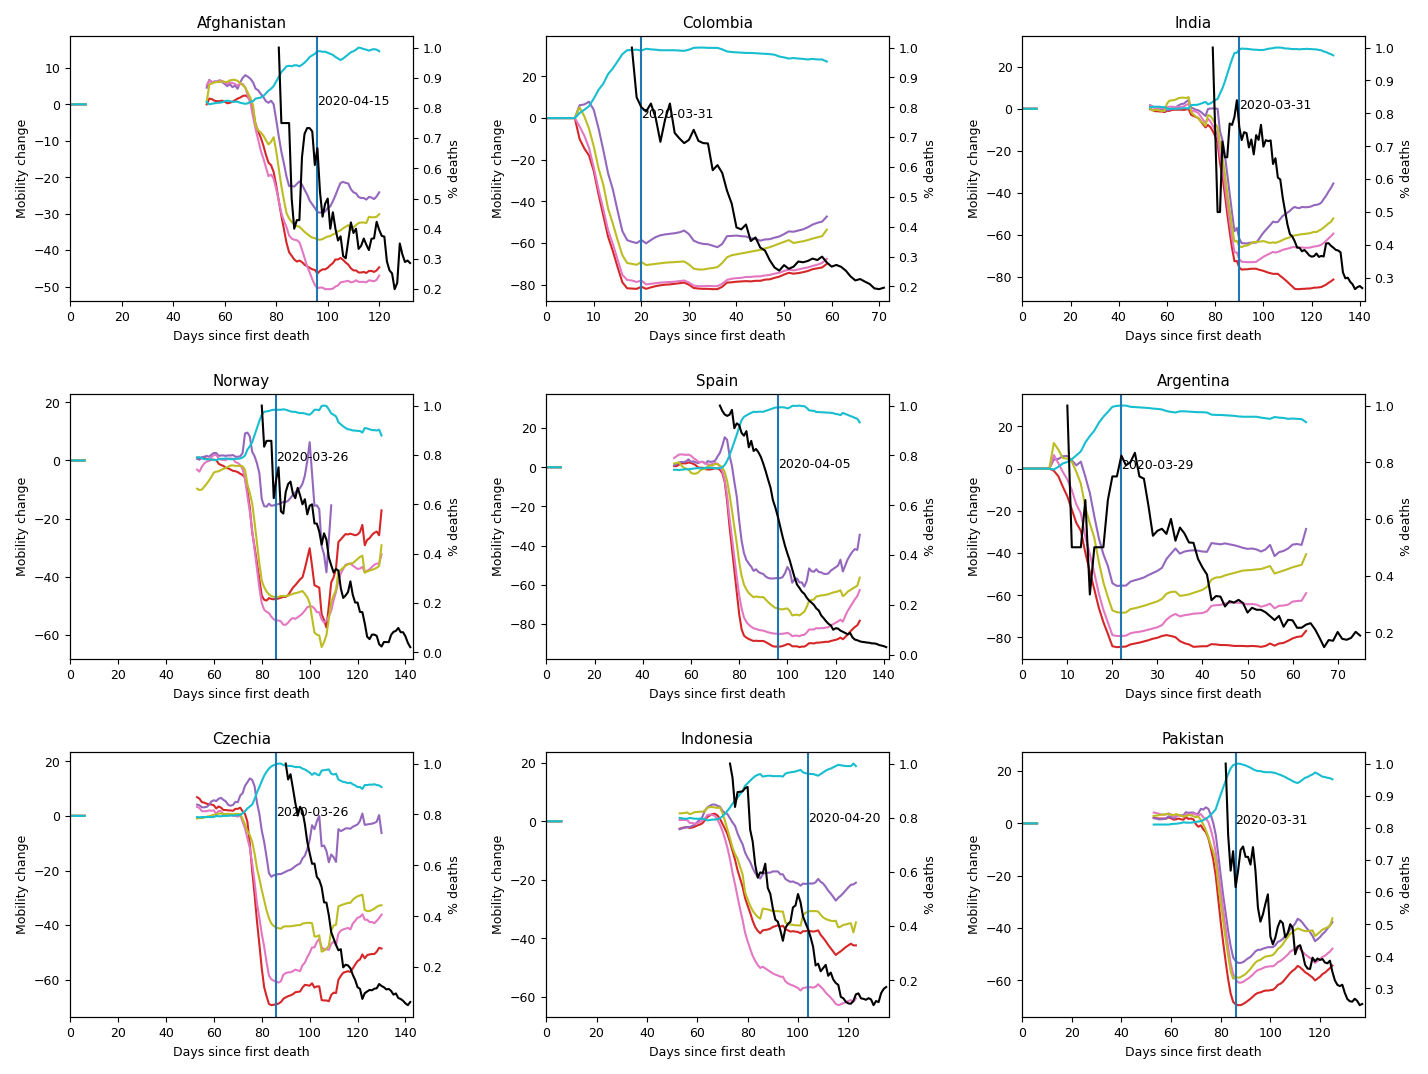 Afghanistan
10
0
−10
−20
−30
−40
−50
Mobility change
1.0
0.9
0.8
0.7
0.6
0.5
0.4
0.3
0.2
% deaths
2020-04-15
0 20 40 60 80 100 120
Days since first death
Colombia
20
0
−20
−40
−60
−80
Mobility change
1.0
0.9
0.8
0.7
0.6
0.5
0.4
0.3
0.2
% deaths
2020-03-31
0 10 20 30 40 50 60 70
Days since first death
India
20
0
−20
−40
−60
−80
Mobility change
1.0
0.9
0.8
0.7
0.6
0.5
0.4
0.3
% deaths
2020-03-31
0 20 40 60 80 100 120 140
Days since first death
Norway
20
0
−20
−40
−60
Mobility change
1.0
0.8
0.6
0.4
0.2
0.0
% deaths
2020-03-26
0 20 40 60 80 100 120 140
Days since first death
Spain
20
0
−20
−40
−60
−80
Mobility change
1.0
0.8
0.6
0.4
0.2
0.0
% deaths
2020-04-05
0 20 40 60 80 100 120 140
Days since first death
Argentina
20
0
−20
−40
−60
−80
Mobility change
1.0
0.8
0.6
0.4
0.2
% deaths
2020-03-29
0 10 20 30 40 50 60 70
Days since first death
Czechia
20
0
−20
−40
−60
Mobility change
1.0
0.8
0.6
0.4
0.2
% deaths
2020-03-26
0 20 40 60 80 100 120 140
Days since first death
Indonesia
20
0
−20
−40
−60
Mobility change
1.0
0.8
0.6
0.4
0.2
% deaths
2020-04-20
0 20 40 60 80 100 120
Days since first death
Pakistan
20
0
−20
−40
−60
Mobility change
1.0
0.9
0.8
0.7
0.6
0.5
0.4
0.3
% deaths
2020-03-31
0 20 40 60 80 100 120
Days since first death